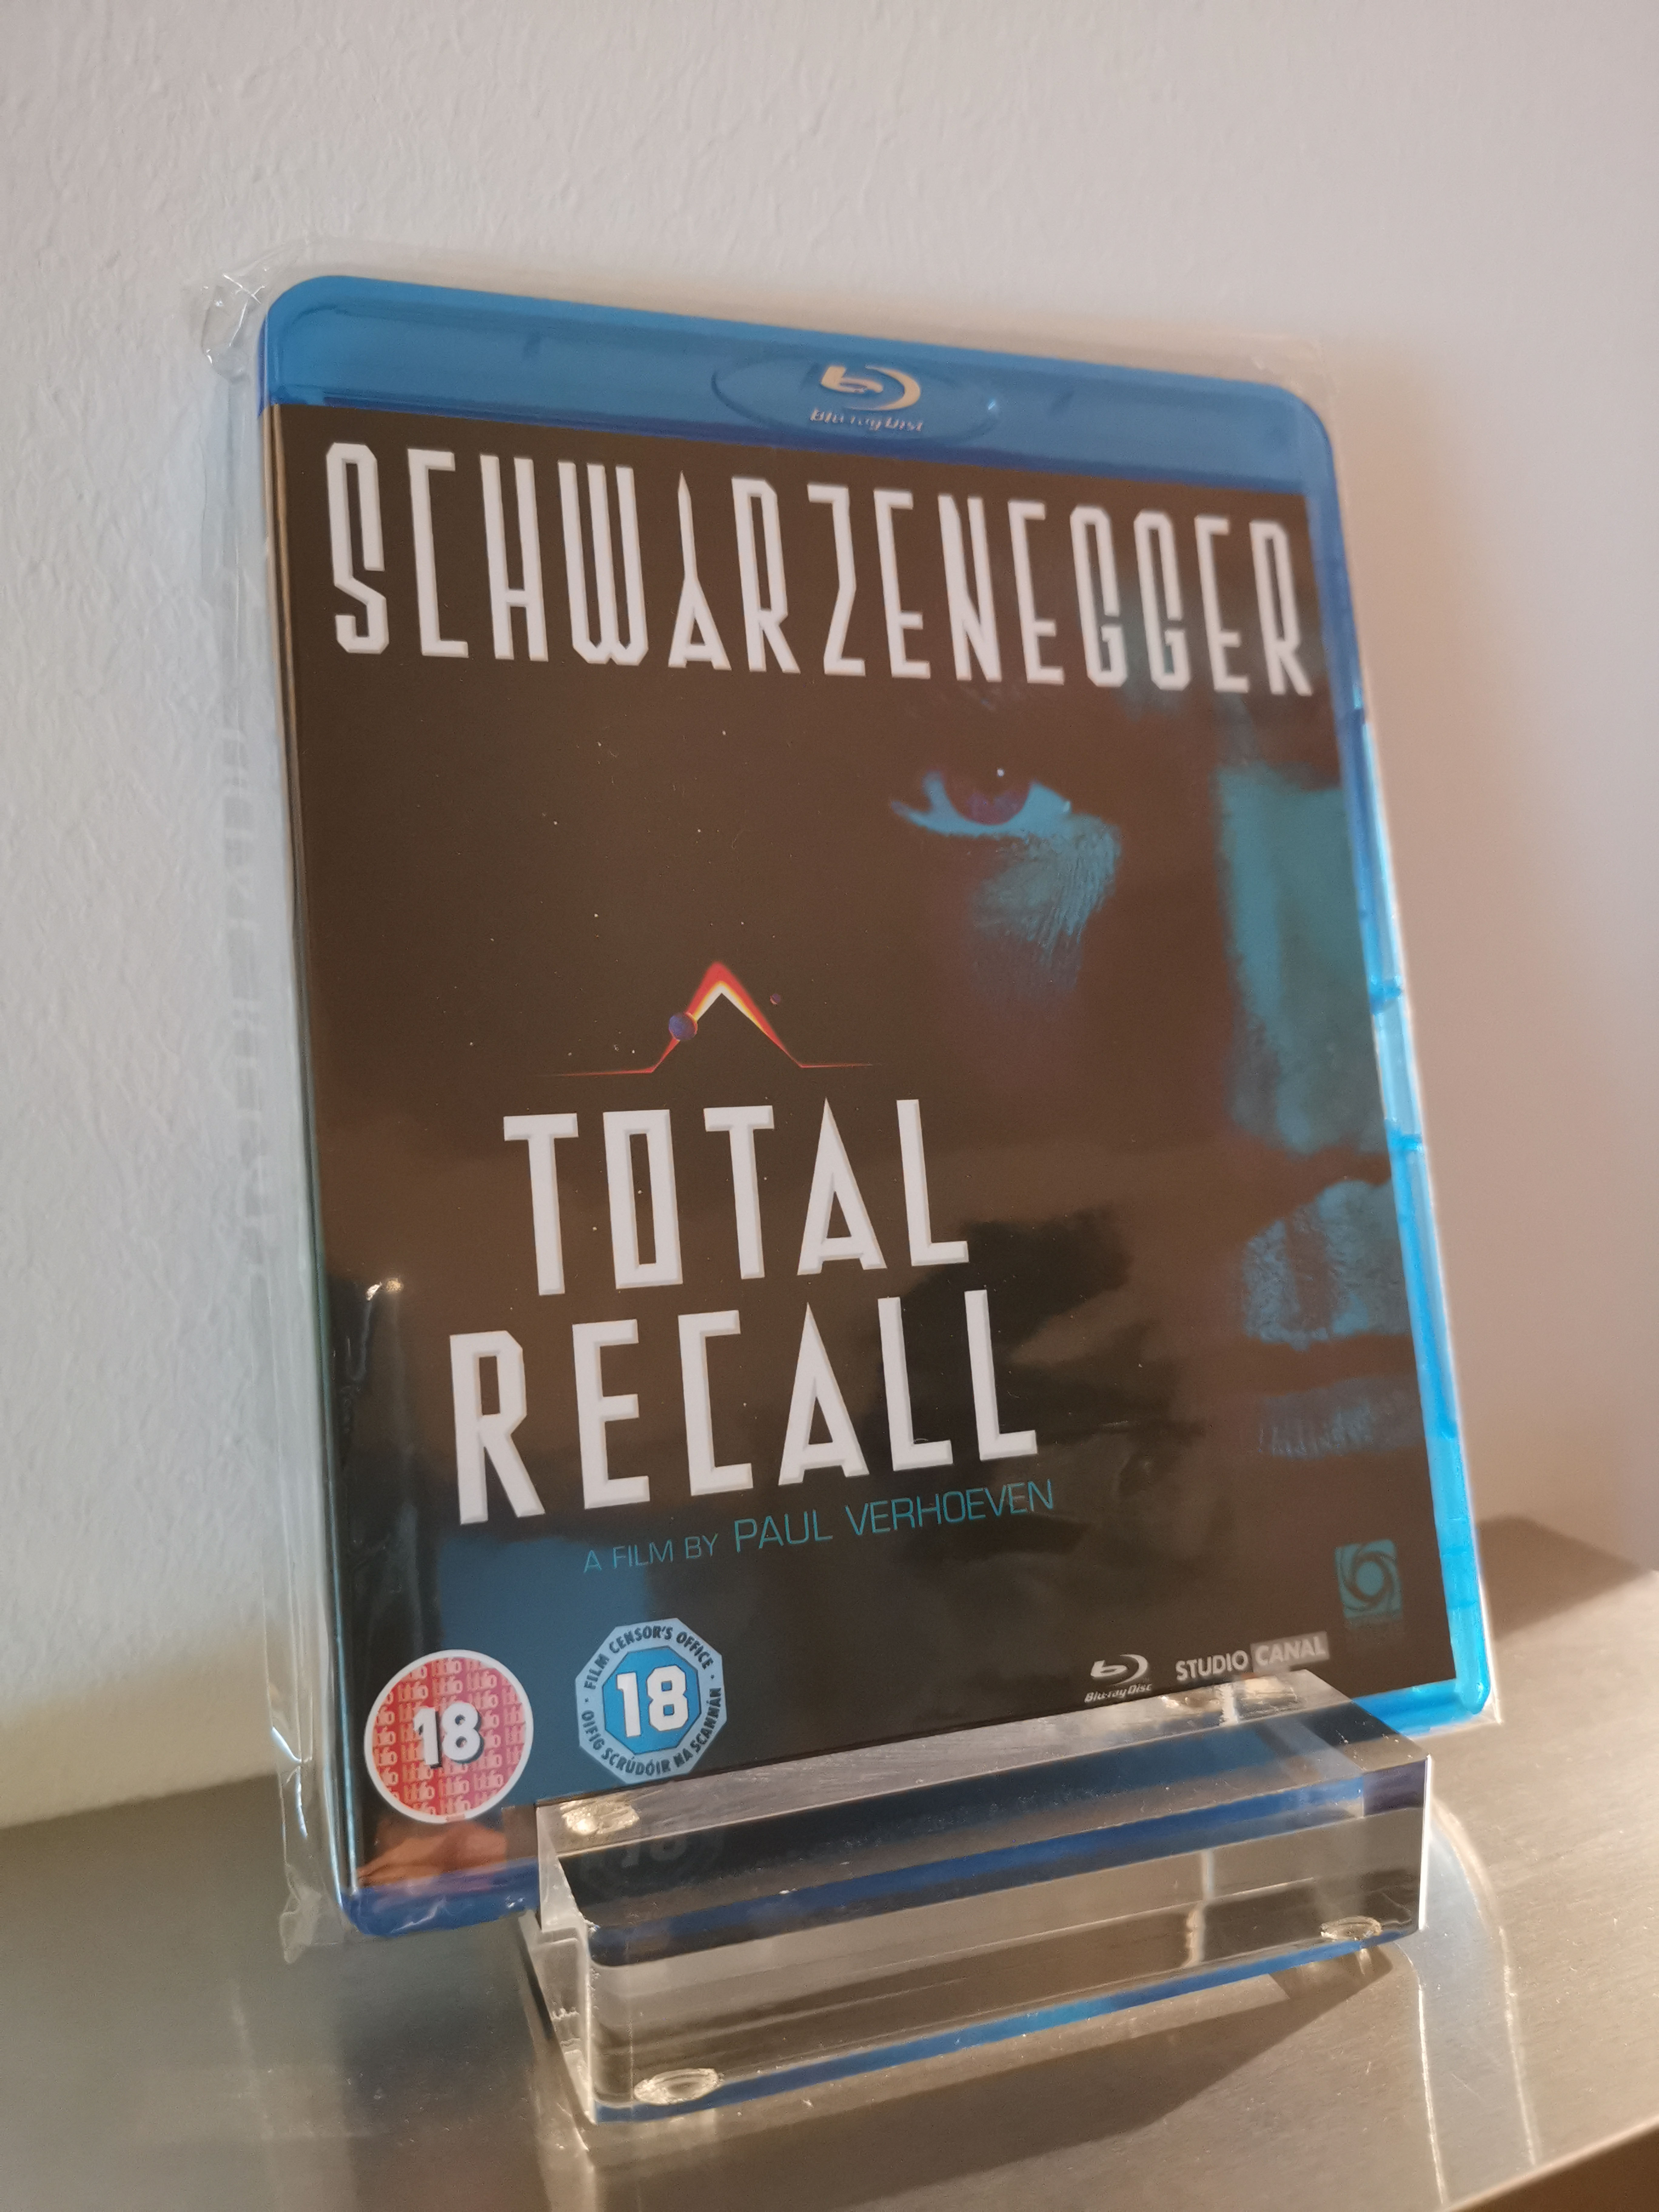 Blu-ray Disc
SCHWARZENEGGER
TOTAL
RECALL
A FILM BY PAUL VERHOEVEN
18
FILM CENSOR'S OFFICE
18
OIFIG SCRÚDÓIR NA SCANNÁN
Blu-ray Disc
STUDIO CANAL